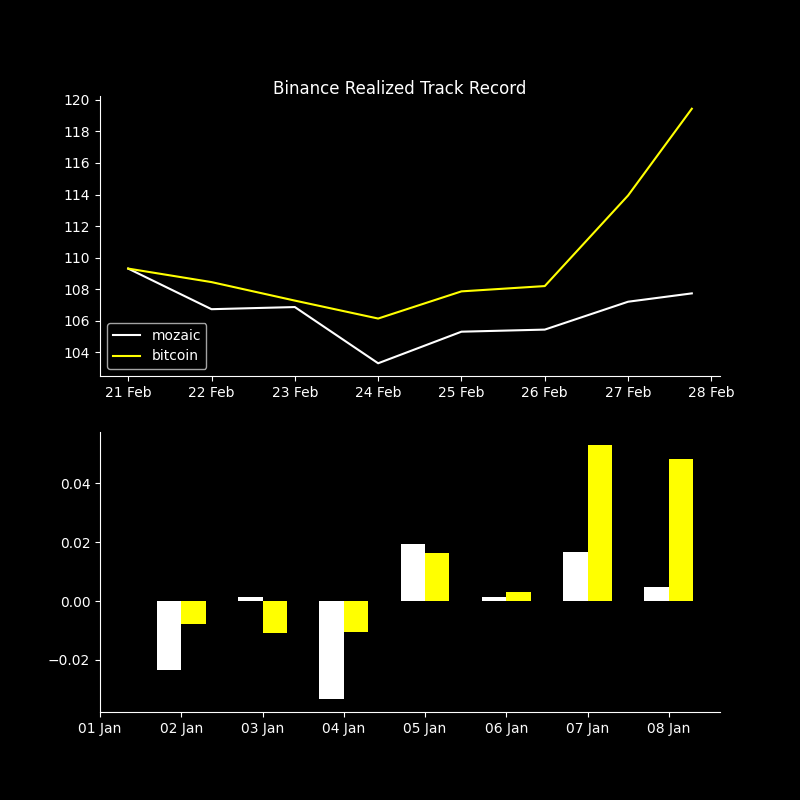 Binance Realized Track Record
120
118
116
114
112
110
108
106
104
mozaic
bitcoin
21 Feb 22 Feb 23 Feb 24 Feb 25 Feb 26 Feb 27 Feb 28 Feb
0.04
0.02
0.00
−0.02
01 Jan 02 Jan 03 Jan 04 Jan 05 Jan 06 Jan 07 Jan 08 Jan